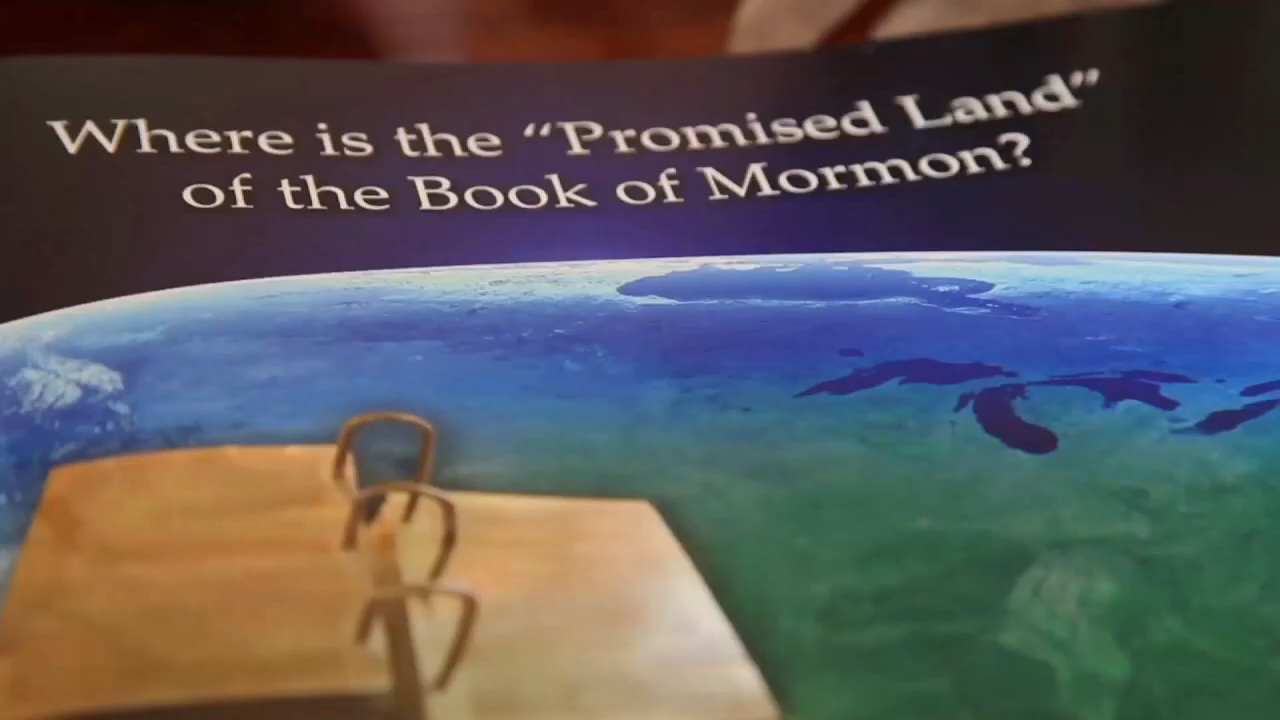 Where is the “Promised Land”
of the Book of Mormon?